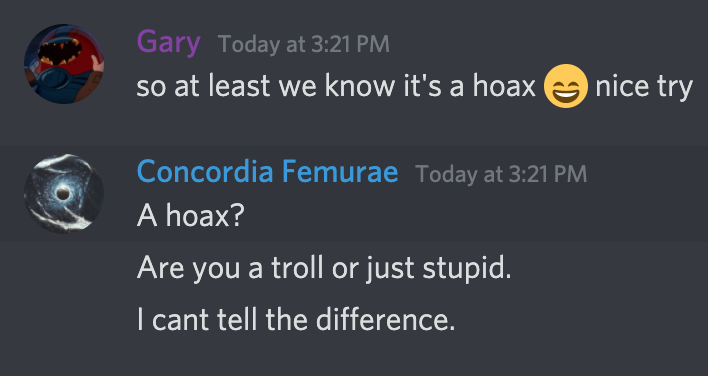 Gary Today at 3:21 PM
so at least we know it's a hoax 😄 nice try
Concordia Femurae Today at 3:21 PM
A hoax?
Are you a troll or just stupid.
I cant tell the difference.